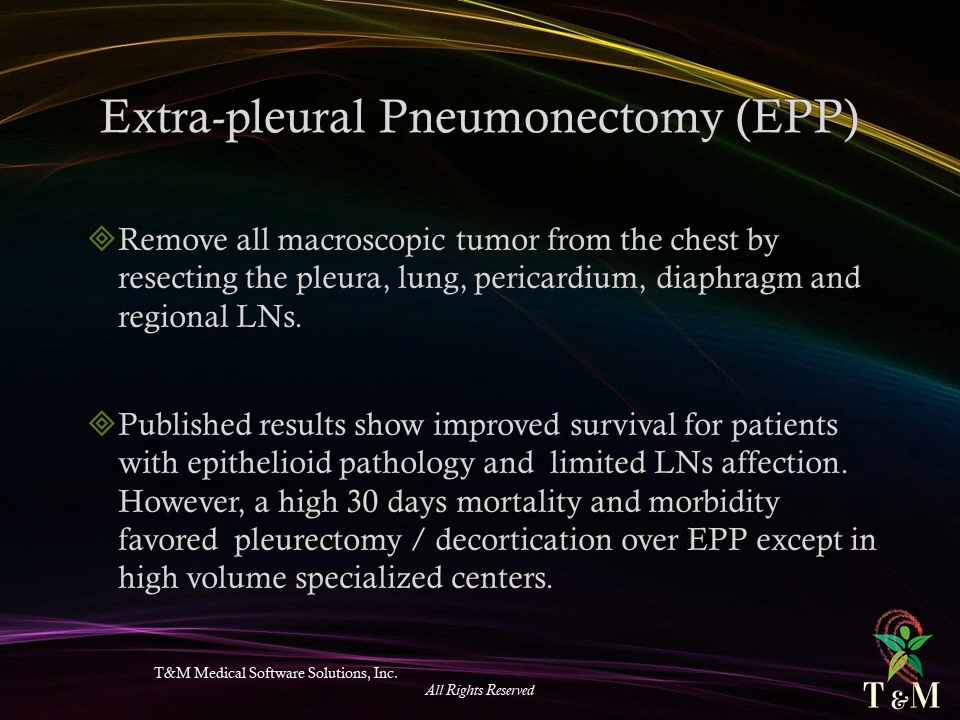 Extra-pleural Pneumonectomy (EPP)
Remove all macroscopic tumor from the chest by
resecting the pleura, lung, pericardium, diaphragm and
regional LNs.
Published results show improved survival for patients
with epithelioid pathology and limited LNs affection.
However, a high 30 days mortality and morbidity
favored pleurectomy / decortication over EPP except in
high volume specialized centers.
T&M Medical Software Solutions, Inc.
All Rights Reserved
T & M